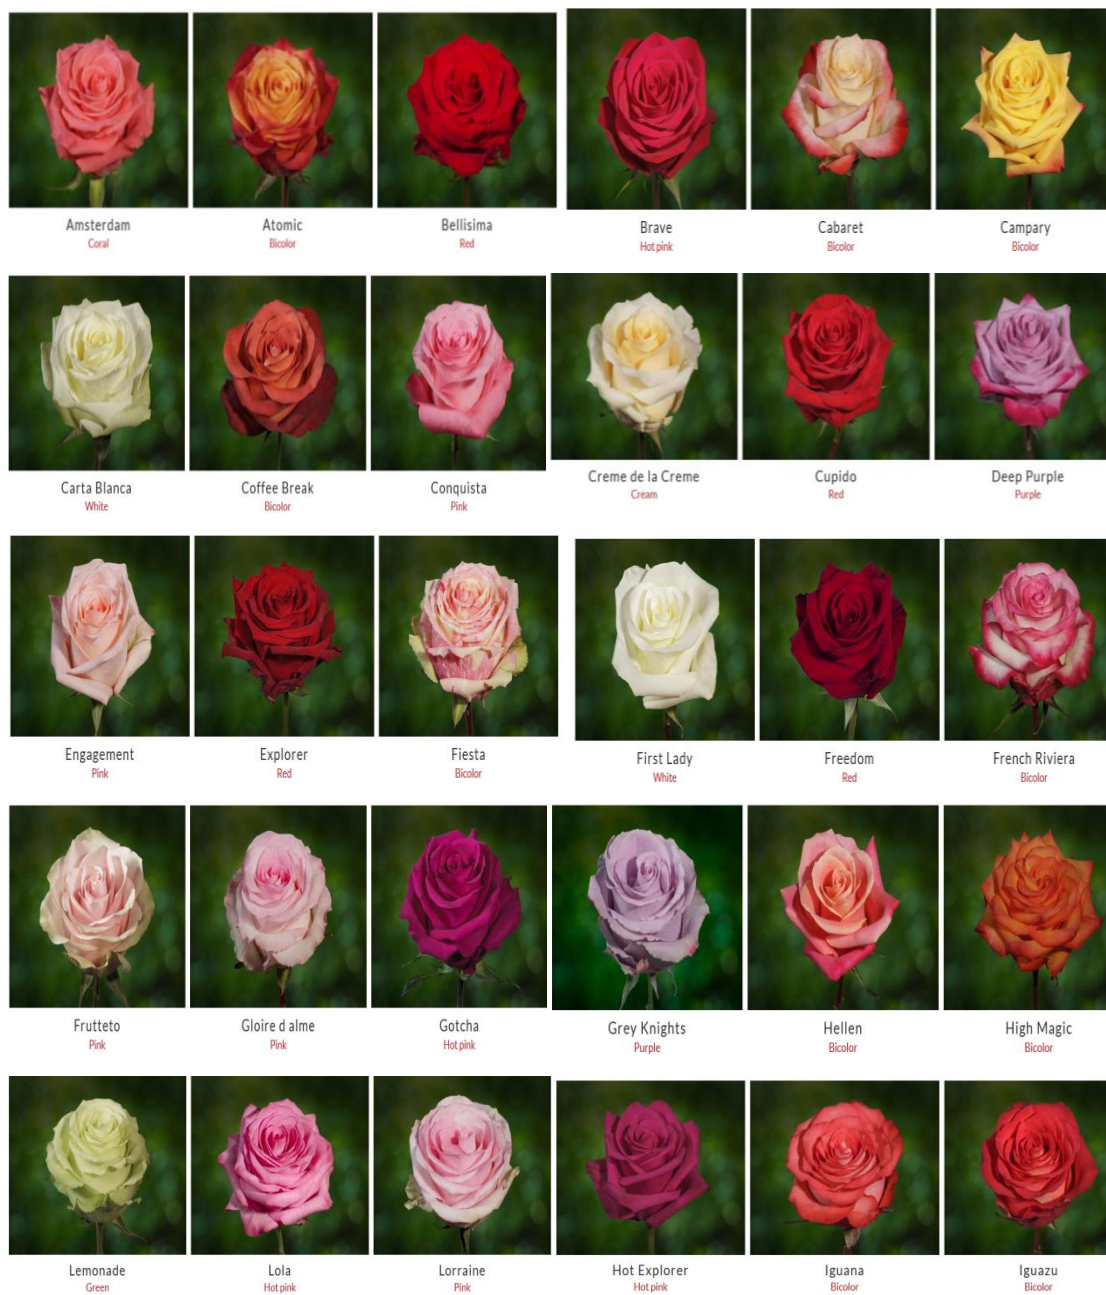 Amsterdam
Coral
Atomic
Bicolor
Bellisima
Red
Brave
Hot pink
Cabaret
Bicolor
Campary
Bicolor
Carta Blanca
White
Coffee Break
Bicolor
Conquista
Pink
Creme de la Creme
Cream
Cupido
Red
Deep Purple
Purple
Engagement
Pink
Explorer
Red
Fiesta
Bicolor
First Lady
White
Freedom
Red
French Riviera
Bicolor
Frutteto
Pink
Gloire d alme
Pink
Gotcha
Hot pink
Grey Knights
Purple
Hellen
Bicolor
High Magic
Bicolor
Lemonade
Green
Lola
Hot pink
Lorraine
Pink
Hot Explorer
Hot pink
Iguana
Bicolor
Iguazu
Bicolor